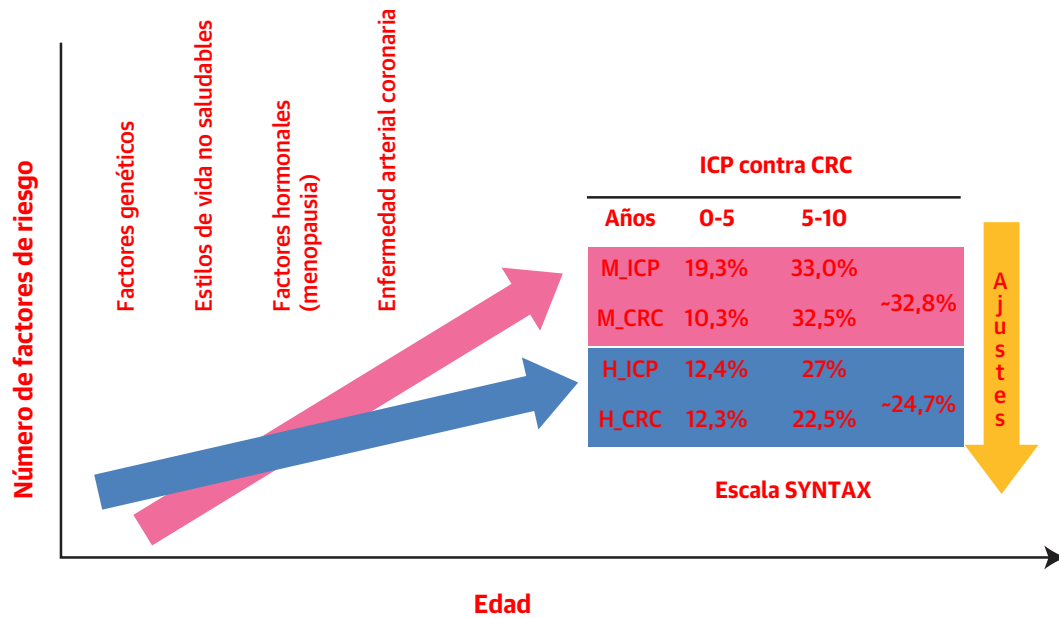 Número de factores de riesgo
Factores genéticos
Estilos de vida no saludables
Factores hormonales
(menopausia)
Enfermedad arterial coronaria
ICP contra CRC
Años 0-5 5-10
M_ICP 19,3% 33,0%
~32,8%
M_CRC 10,3% 32,5%
H_ICP 12,4% 27%
~24,7%
H_CRC 12,3% 22,5%
Ajustes
Escala SYNTAX
Edad